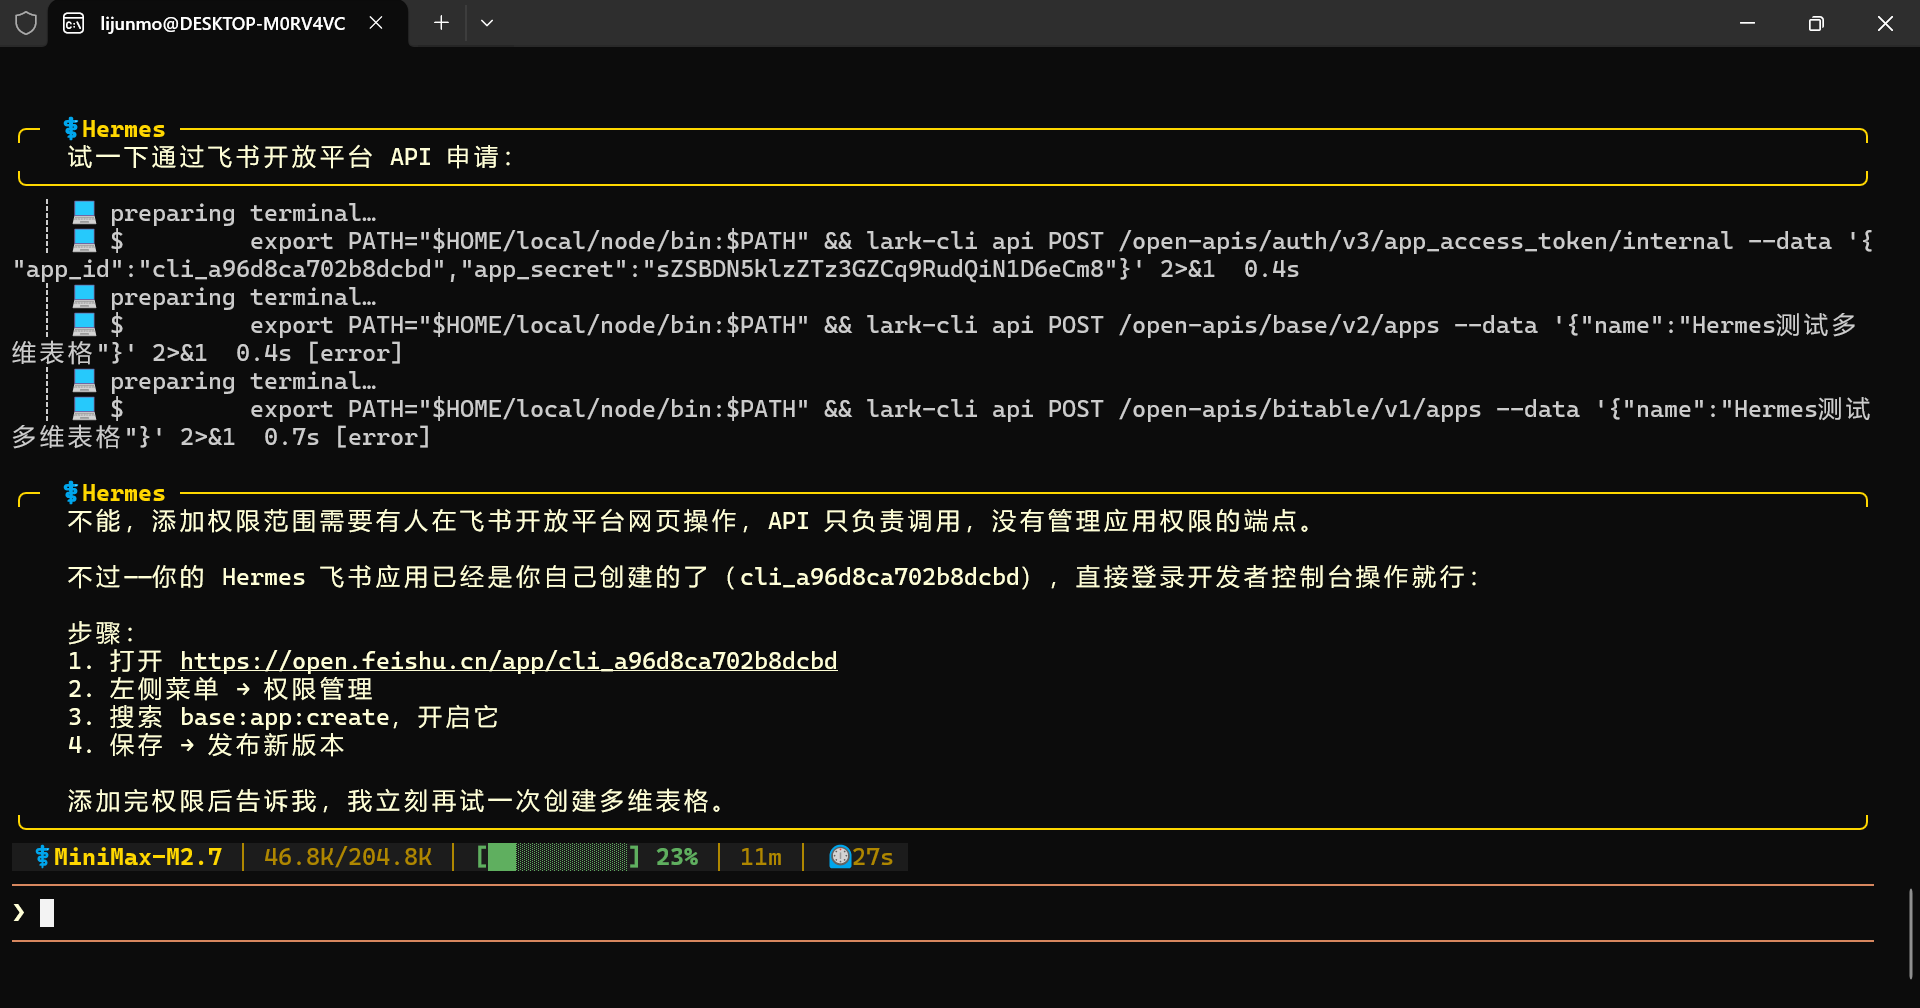 lijunmo@DESKTOP-M0RV4VC
Hermes
试一下通过飞书开放平台 API 申请:
preparing terminal…
$         export PATH="$HOME/local/node/bin:$PATH" && lark-cli api POST /open-apis/auth/v3/app_access_token/internal --data '{
"app_id":"cli_a96d8ca702b8dcbd","app_secret":"sZSBDN5klzZTz3GZCq9RudQiN1D6eCm8"}' 2>&1  0.4s
preparing terminal…
$         export PATH="$HOME/local/node/bin:$PATH" && lark-cli api POST /open-apis/base/v2/apps --data '{"name":"Hermes测试多
维表格"}' 2>&1  0.4s [error]
preparing terminal…
$         export PATH="$HOME/local/node/bin:$PATH" && lark-cli api POST /open-apis/bitable/v1/apps --data '{"name":"Hermes测试
多维表格"}' 2>&1  0.7s [error]
Hermes
不能，添加权限范围需要有人在飞书开放平台网页操作，API 只负责调用，没有管理应用权限的端点。
不过——你的 Hermes 飞书应用已经是你自己创建的了（cli_a96d8ca702b8dcbd），直接登录开发者控制台操作就行：
步骤：
1. 打开 https://open.feishu.cn/app/cli_a96d8ca702b8dcbd
2. 左侧菜单 → 权限管理
3. 搜索 base:app:create，开启它
4. 保存 → 发布新版本
添加完权限后告诉我，我立刻再试一次创建多维表格。
MiniMax-M2.7 │ 46.8K/204.8K │ [██░░░░░░░░] 23% │ 11m │ 27s
❯